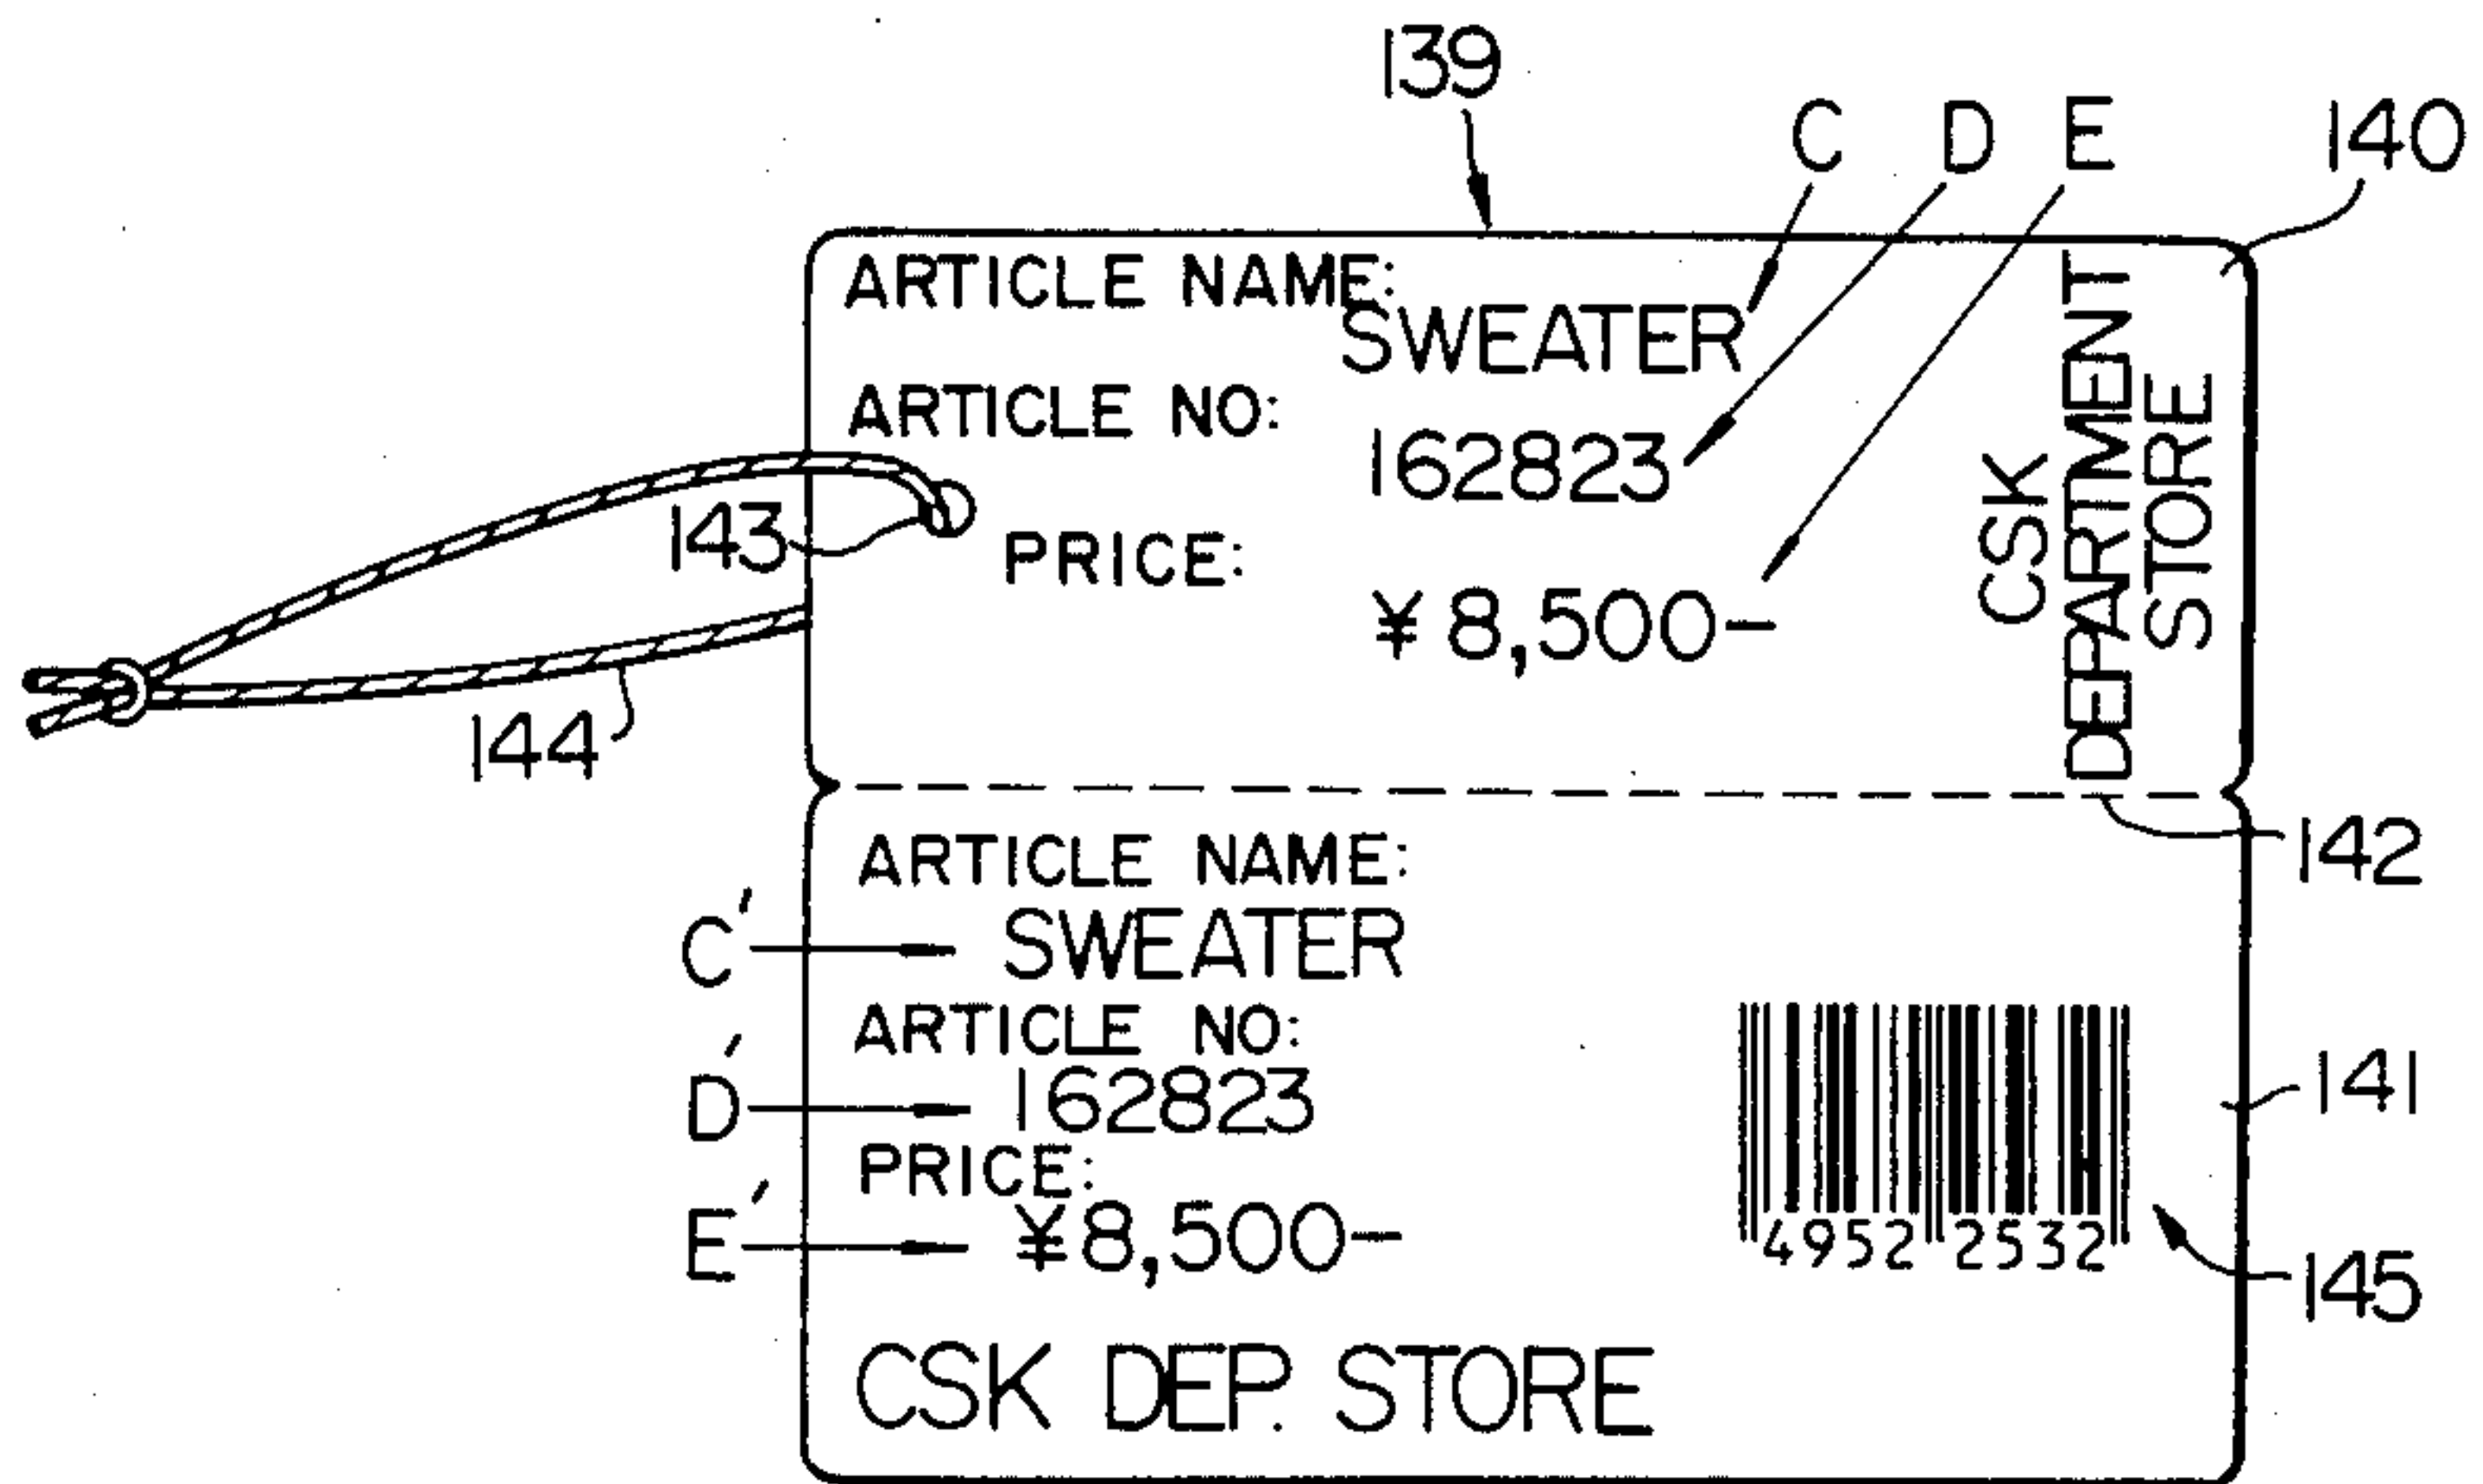 139
C D E 140
ARTICLE NAME:
SWEATER
ARTICLE NO:
162823
143
PRICE:
¥8,500-
CSK
DEPARTMENT
STORE
144
142
ARTICLE NAME:
C' SWEATER
ARTICLE NO:
D' 162823
141
PRICE:
E' ¥8,500-
4952 2532
145
CSK DEP. STORE